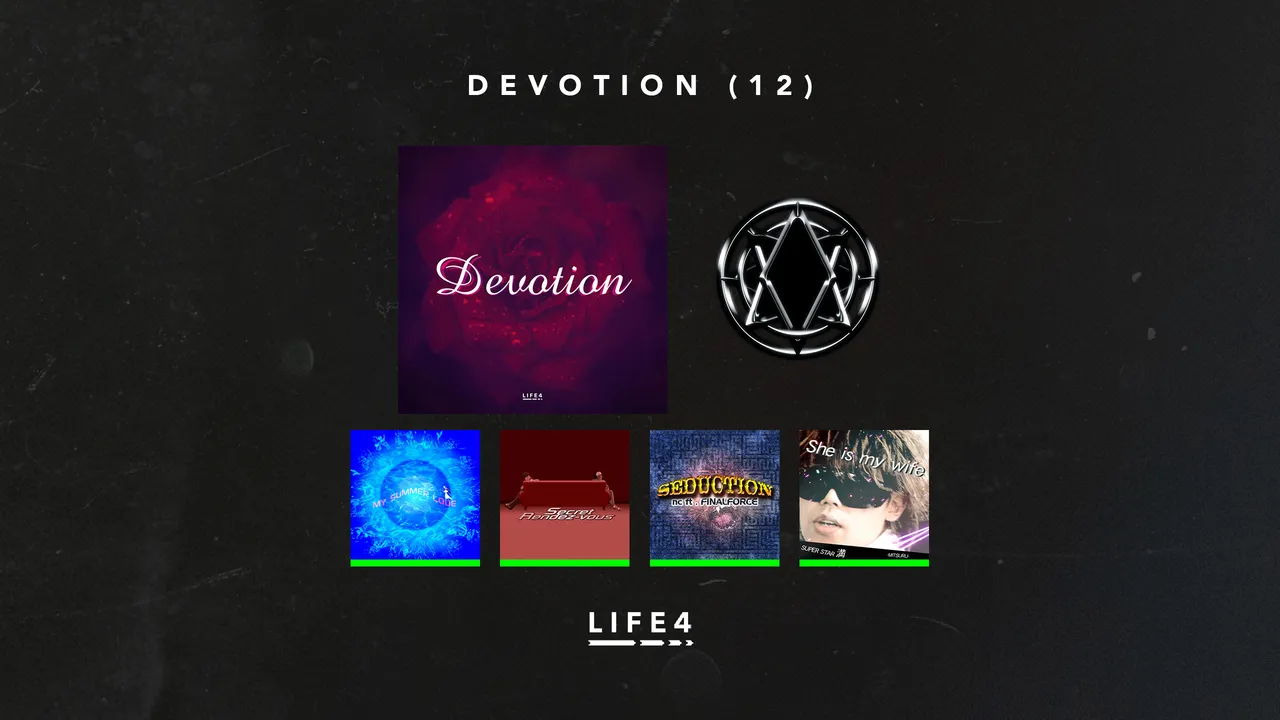 DEVOTION (12)
Devotion
LIFE4
MY SUMMER LOVE
Secret
Rendez-vous
SEDUCTION
nc ft. FINALFORCE
She is my wife
SUPER STAR 満
-MITSURU-
LIFE4